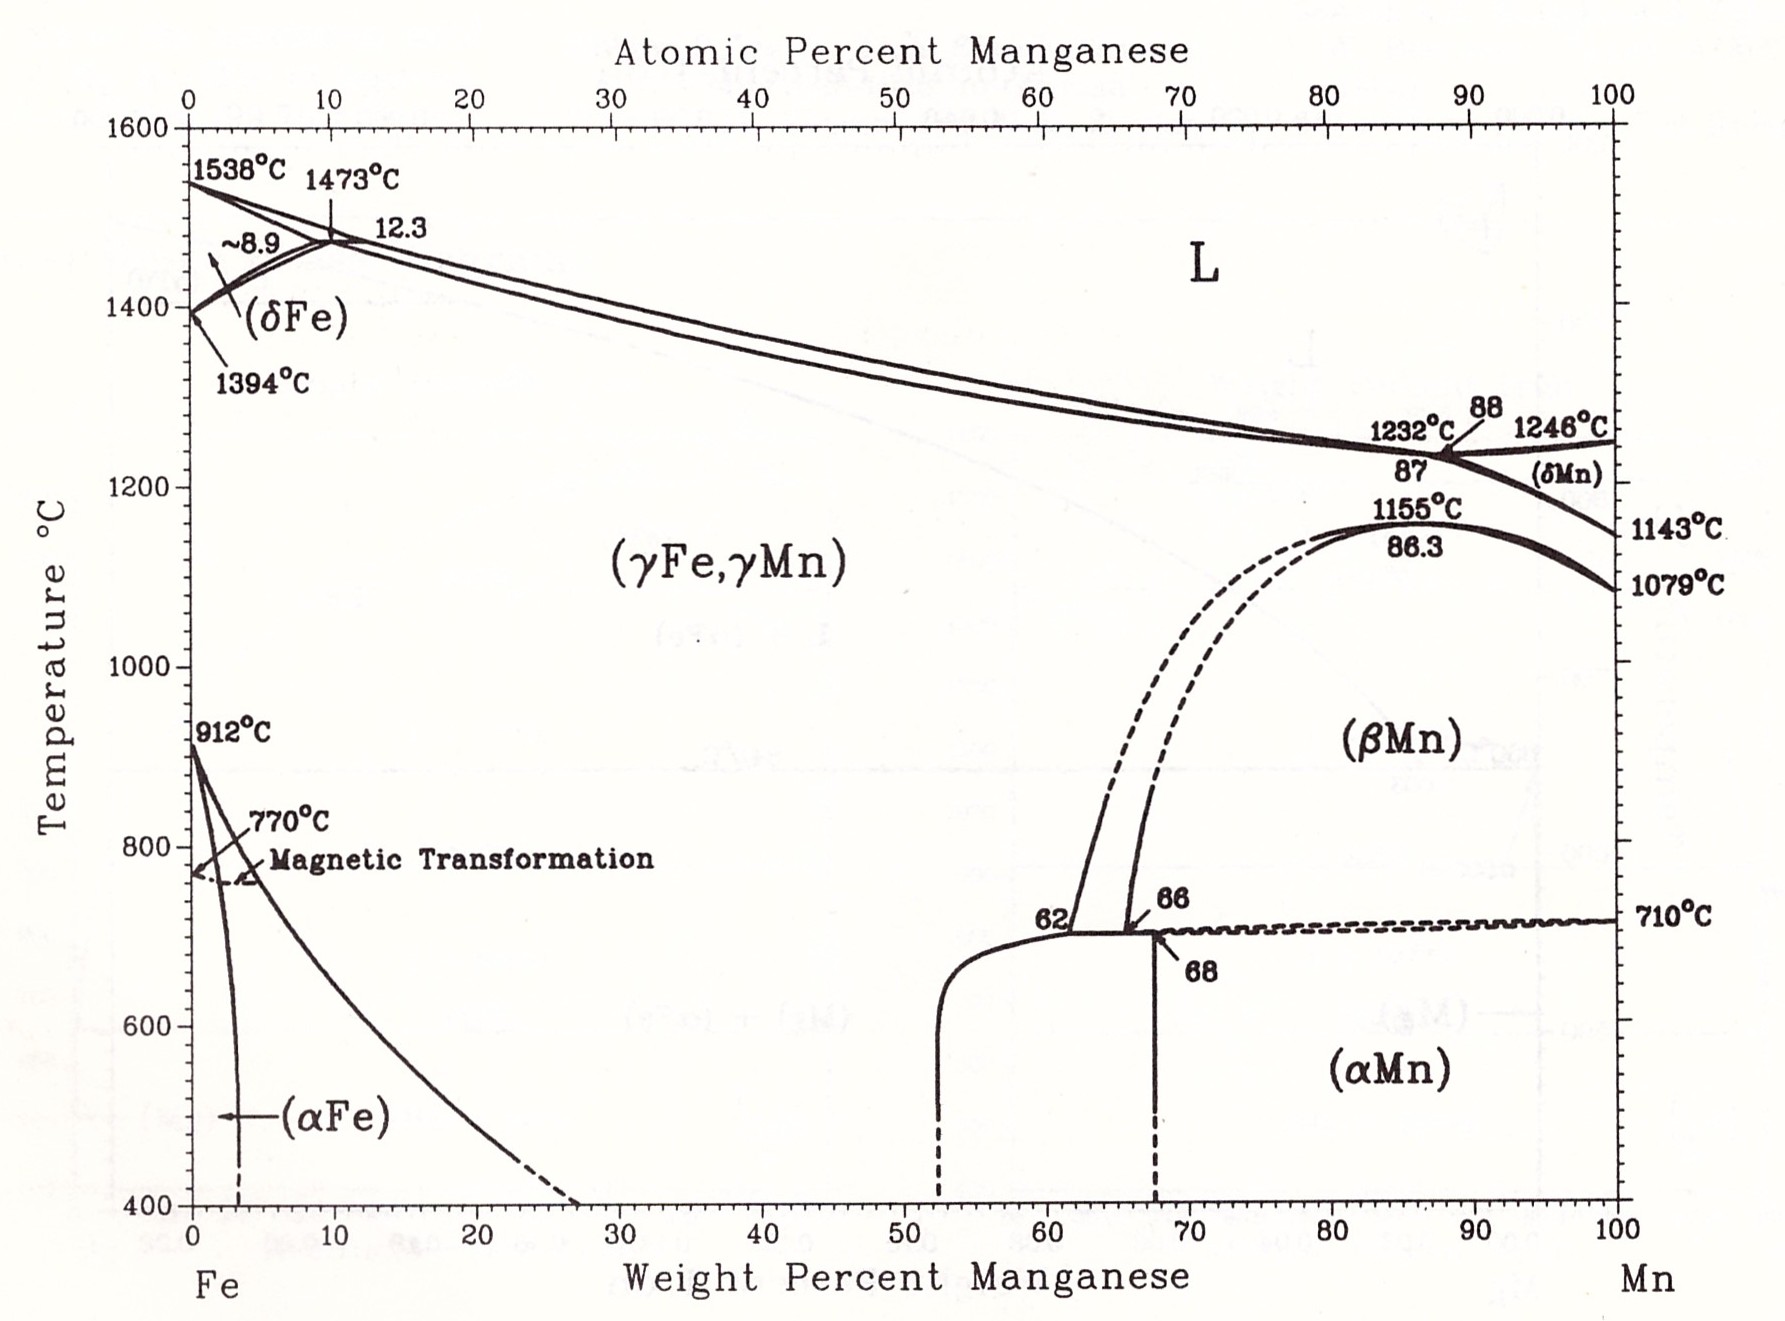 Atomic Percent Manganese
0 10 20 30 40 50 60 70 80 90 100
1600
1538°C
1473°C
12.3
~8.9
L
1400
(δFe)
1394°C
88
1232°C
1246°C
87
(δMn)
1200
1155°C
1143°C
86.3
(γFe,γMn)
1079°C
Temperature °C
1000
912°C
(βMn)
770°C
800
Magnetic Transformation
66
62
710°C
68
600
(αMn)
(αFe)
400
0 10 20 30 40 50 60 70 80 90 100
Fe
Weight Percent Manganese
Mn